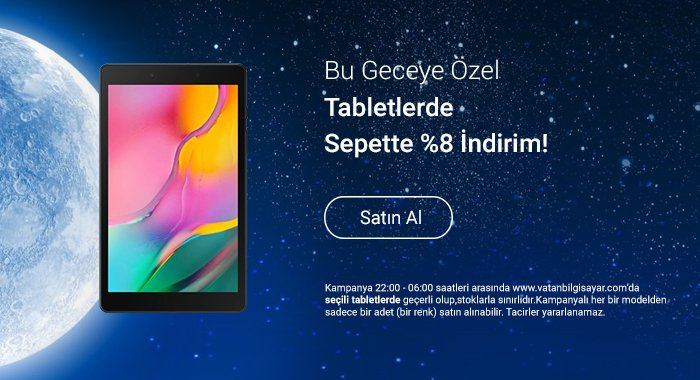 Bu Geceye Özel
Tabletlerde
Sepette %8 İndirim!
Satın Al
Kampanya 22:00 - 06:00 saatleri arasında www.vatanbilgisayar.com'da
seçili tabletlerde geçerli olup,stoklarla sınırlıdır.Kampanyalı her bir modelden
sadece bir adet (bir renk) satın alınabilir. Tacirler yararlanamaz.